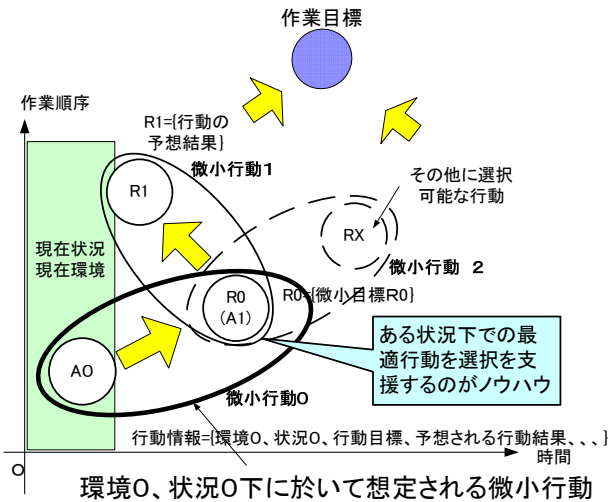 作業目標
作業順序
R1={行動の
予想結果}
微小行動1
その他に選択
可能な行動
R1
RX
現在状況
現在環境
微小行動 2
R0
(A1)
R0={微小目標R0}
ある状況下での最
適行動を選択を支
援するのがノウハウ
A0
微小行動0
行動情報={環境0、状況0、行動目標、予想される行動結果、、、}
時間
O
環境0、状況0下に於いて想定される微小行動